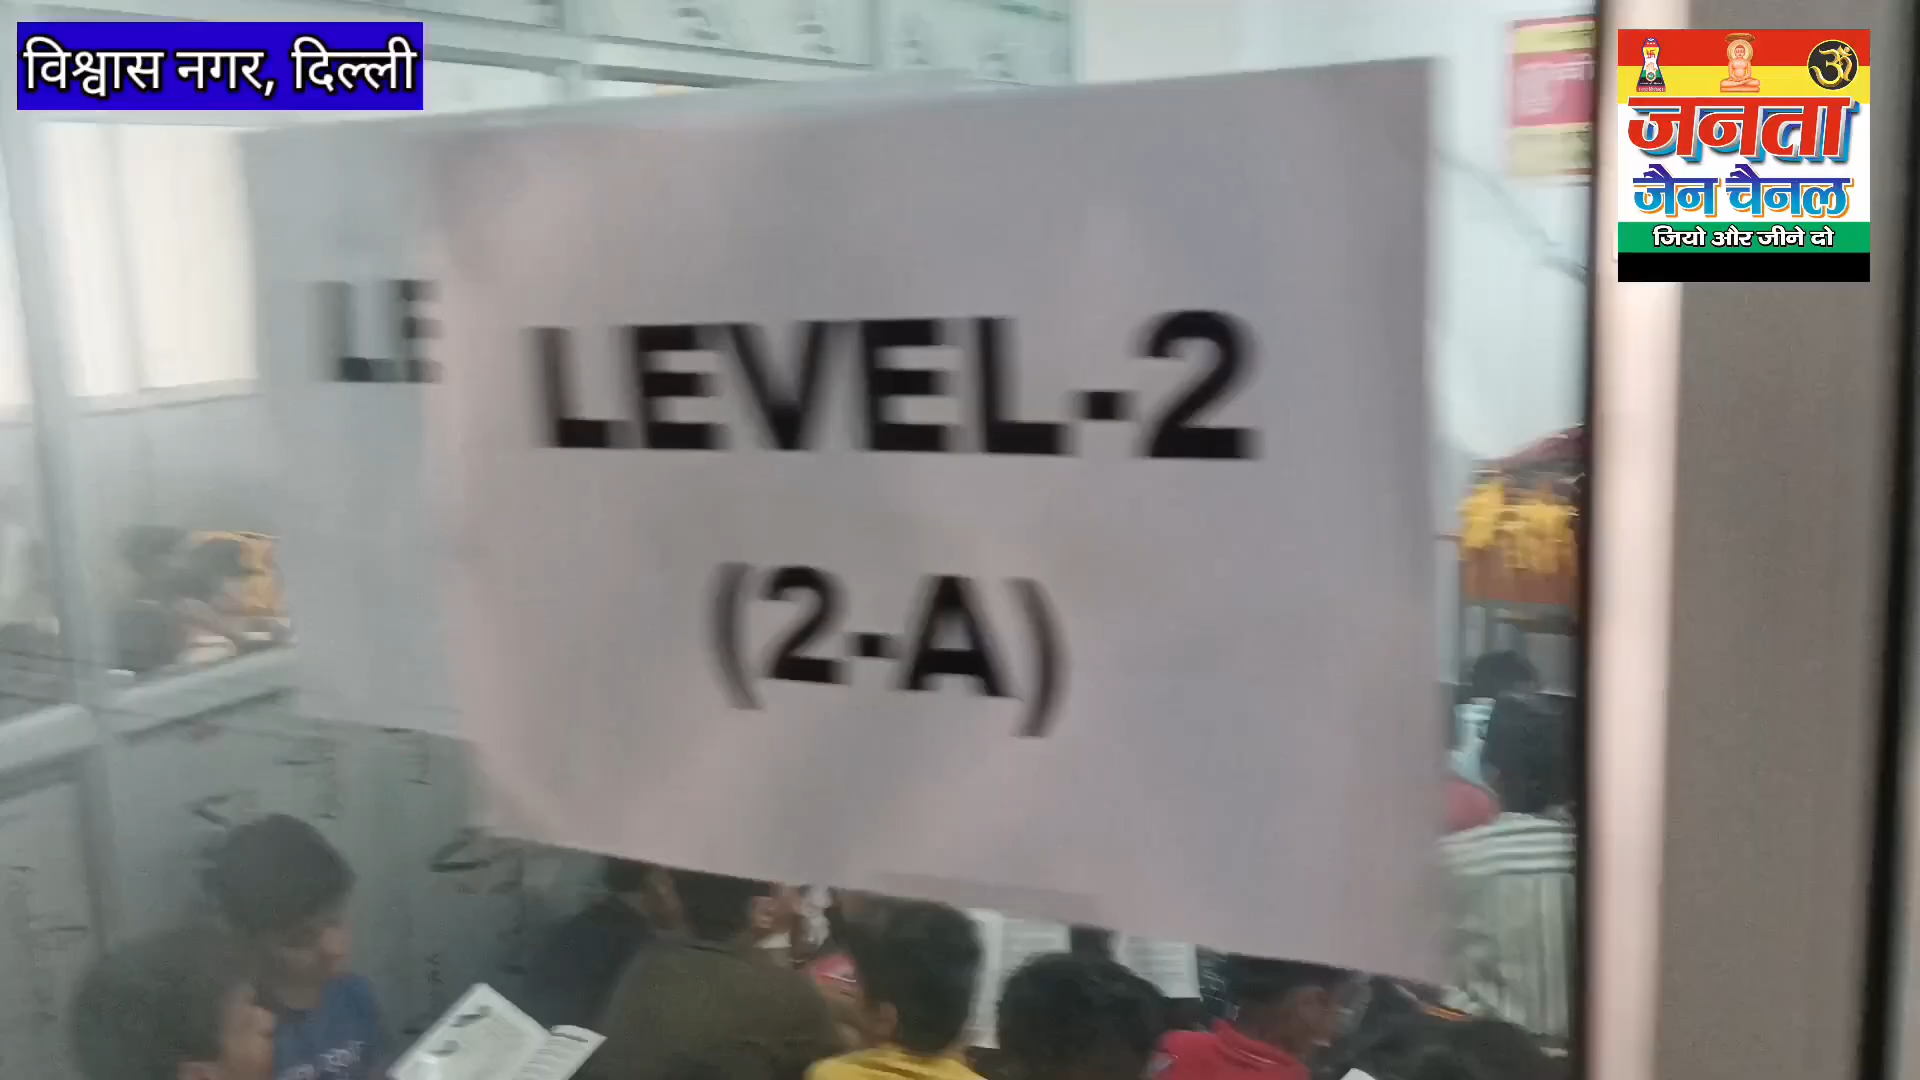 विश्वास नगर, दिल्ली
जनता
जैन चैनल
जियो और जीने दो
LE
LEVEL-2
(2-A)